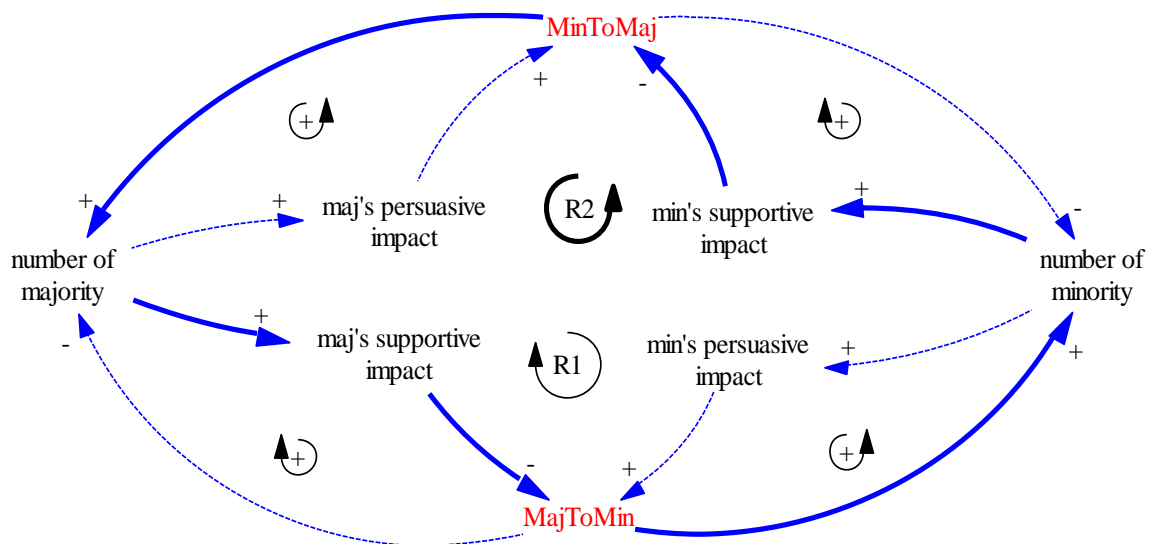 MinToMaj
+
-
+
+
+
+
maj's persuasive
impact
R2
min's supportive
impact
+
-
number of
majority
number of
minority
+
-
maj's supportive
impact
R1
min's persuasive
impact
+
+
+
-
+
+
MajToMin